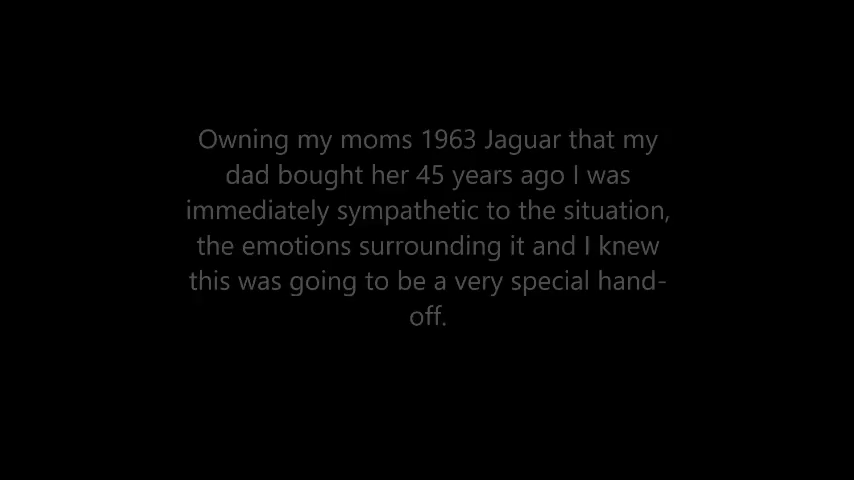 Owning my moms 1963 Jaguar that my
dad bought her 45 years ago I was
immediately sympathetic to the situation,
the emotions surrounding it and I knew
this was going to be a very special hand-
off.